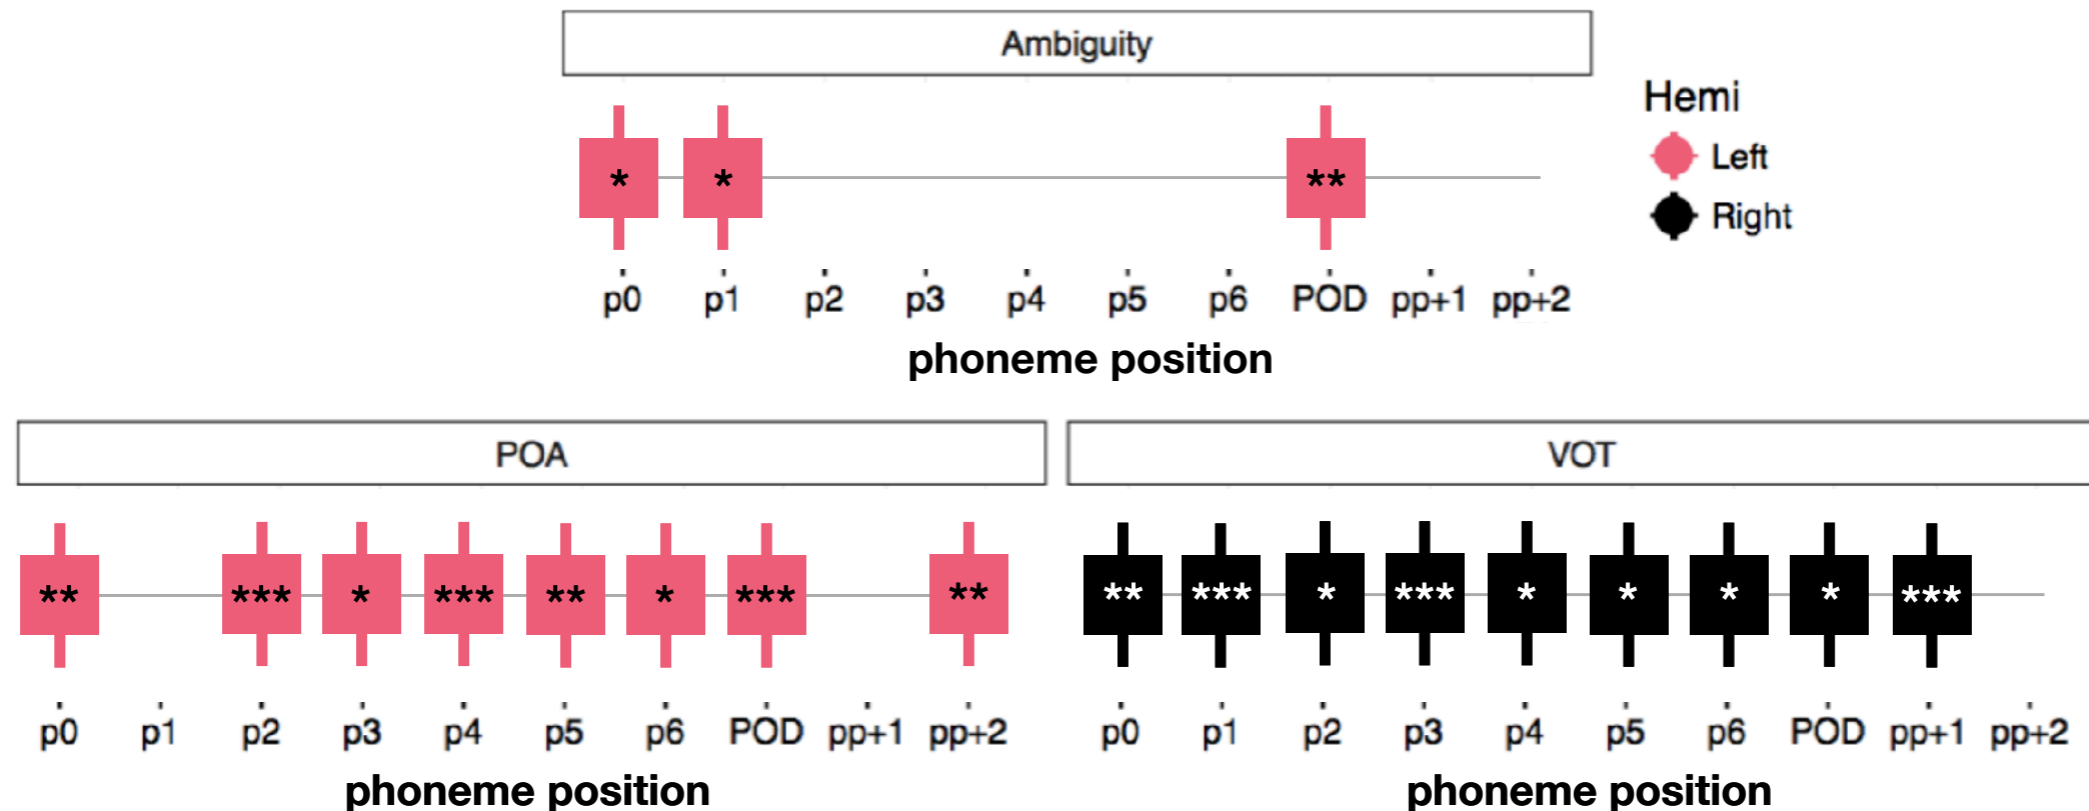 Ambiguity
Hemi
Left
Right
* * **
p0 p1 p2 p3 p4 p5 p6 POD pp+1 pp+2
phoneme position
POA
** *** * *** ** * *** **
p0 p1 p2 p3 p4 p5 p6 POD pp+1 pp+2
phoneme position
VOT
** *** * *** * * * * ***
p0 p1 p2 p3 p4 p5 p6 POD pp+1 pp+2
phoneme position